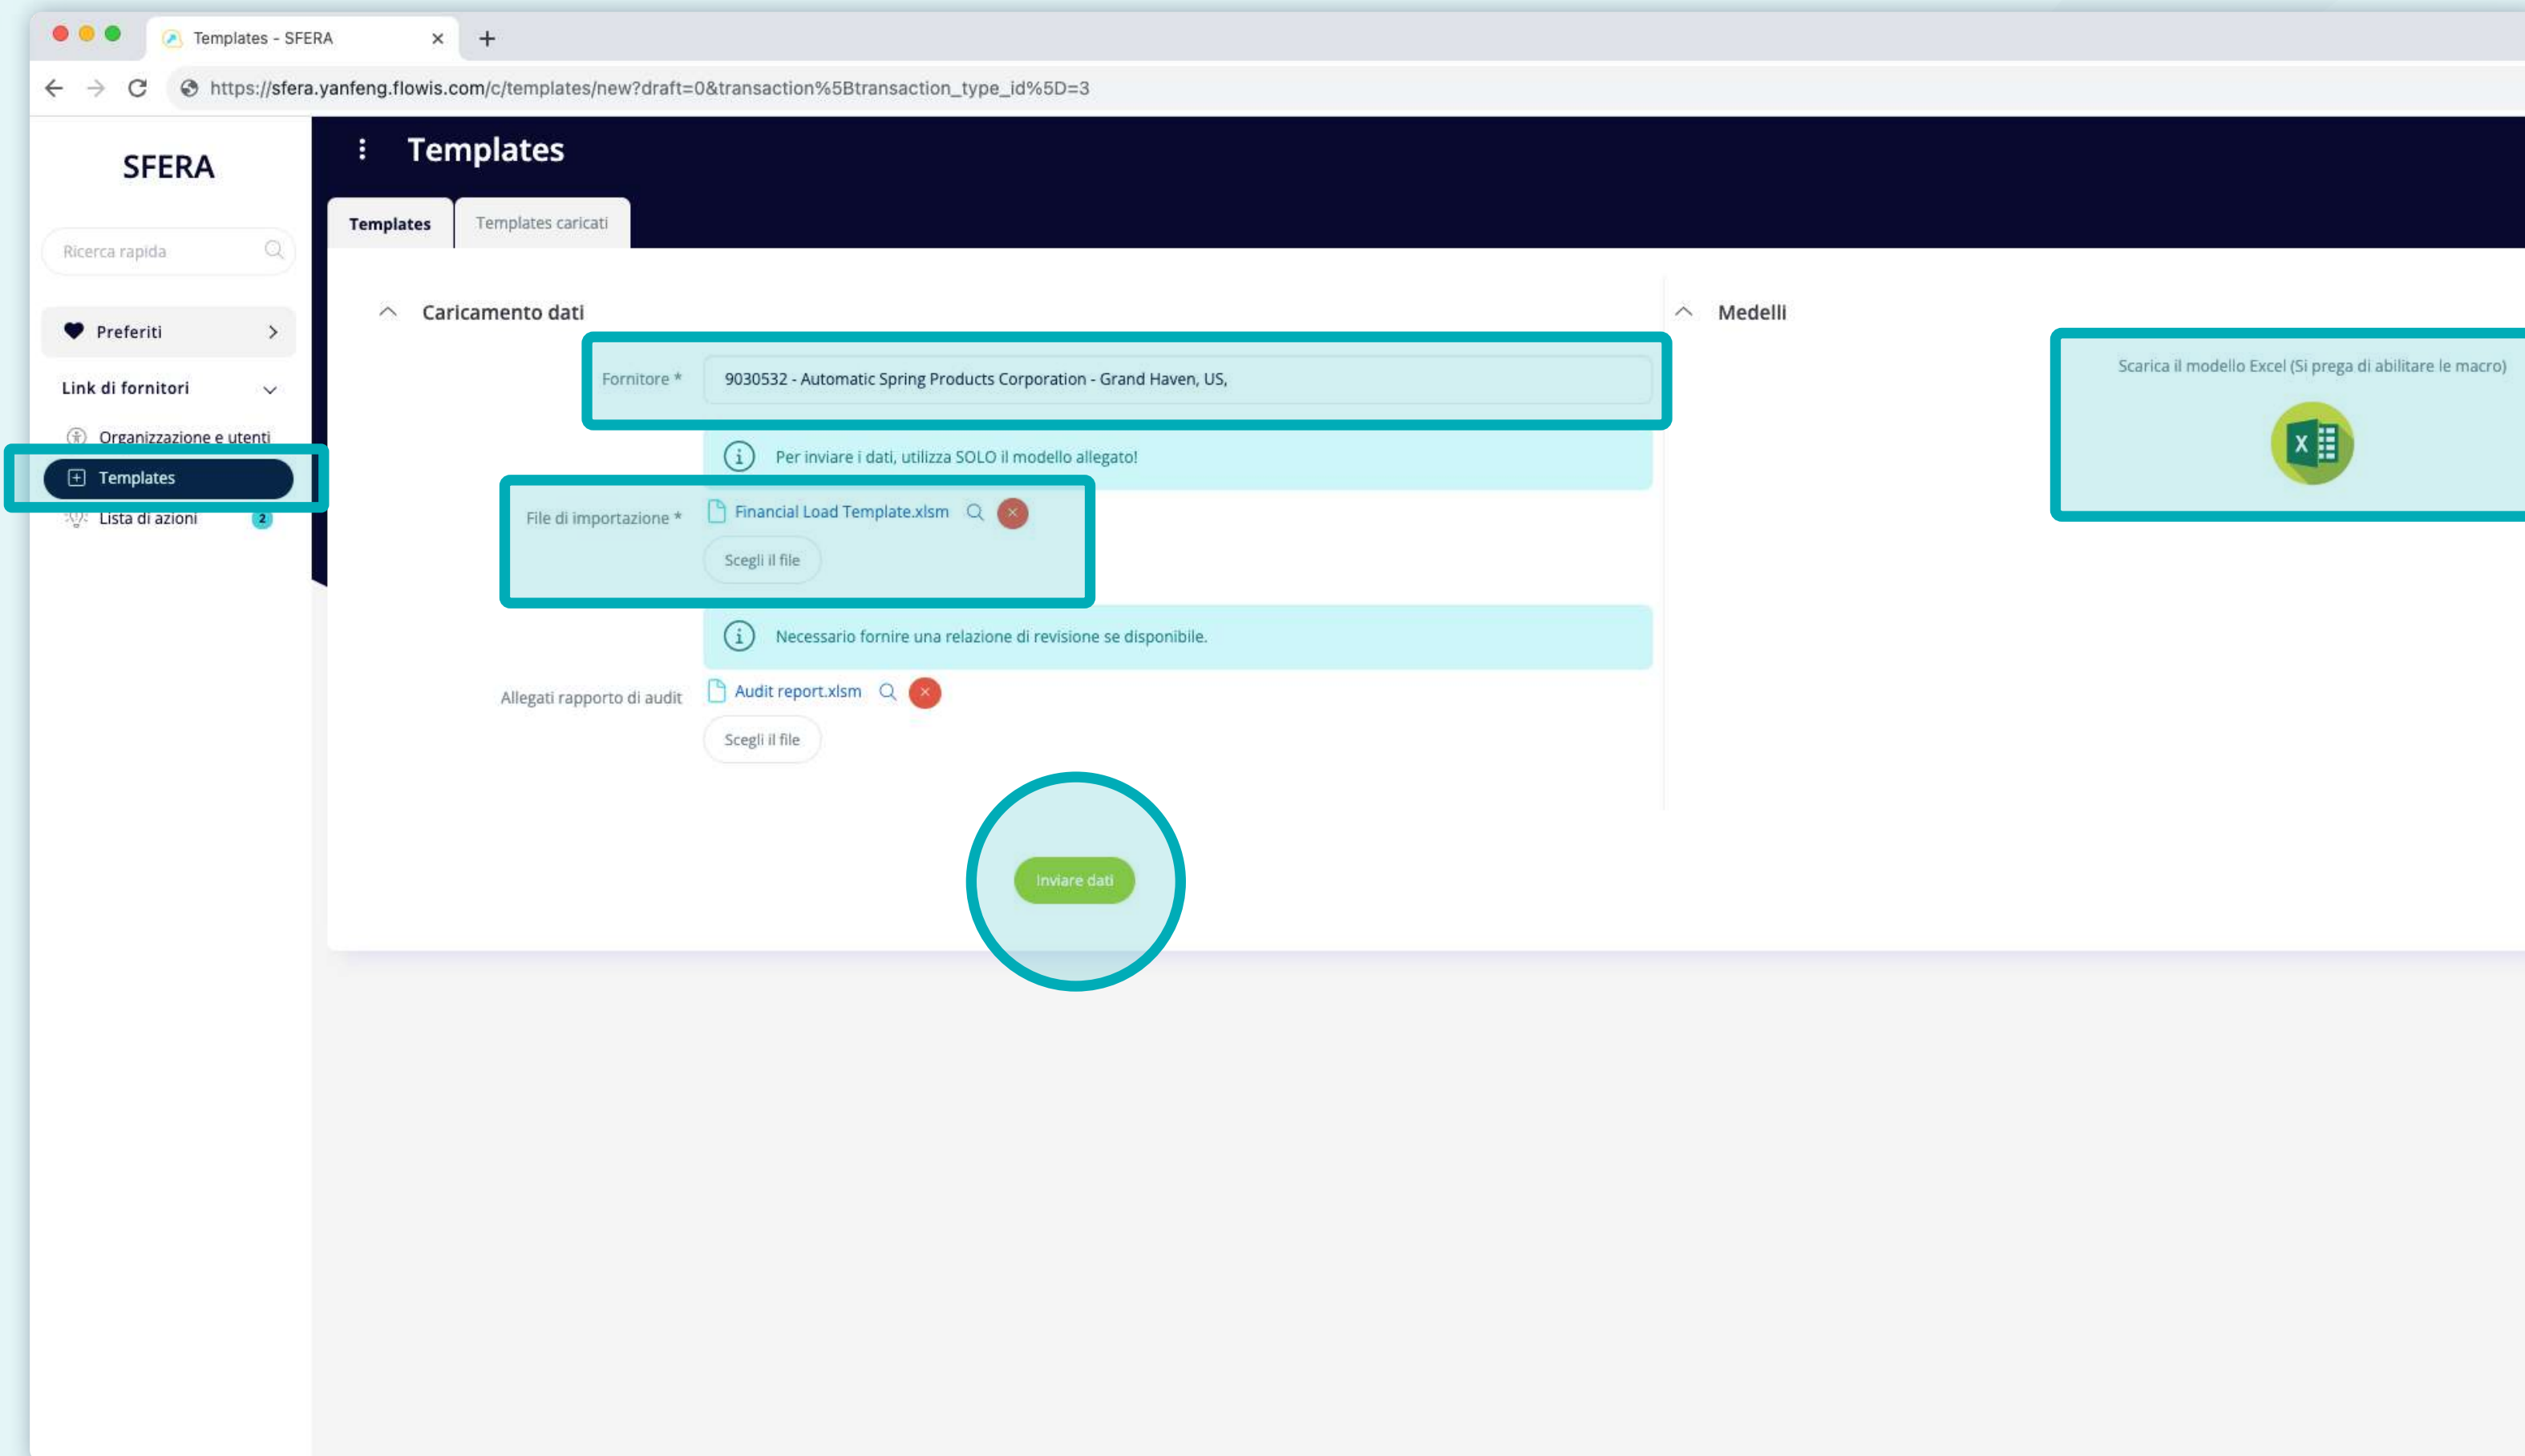 Templates - SFERA
https://sfera.yanfeng.flowis.com/c/templates/new?draft=0&transaction%5Btransaction_type_id%5D=3
SFERA
Templates
Templates
Templates caricati
Ricerca rapida
Preferiti
Link di fornitori
Organizzazione e utenti
Templates
Lista di azioni
2
Caricamento dati
Fornitore *
9030532 - Automatic Spring Products Corporation - Grand Haven, US,
Per inviare i dati, utilizza SOLO il modello allegato!
File di importazione *
Financial Load Template.xlsm
Scegli il file
Necessario fornire una relazione di revisione se disponibile.
Allegati rapporto di audit
Audit report.xlsm
Scegli il file
Inviare dati
Medelli
Scarica il modello Excel (Si prega di abilitare le macro)
X